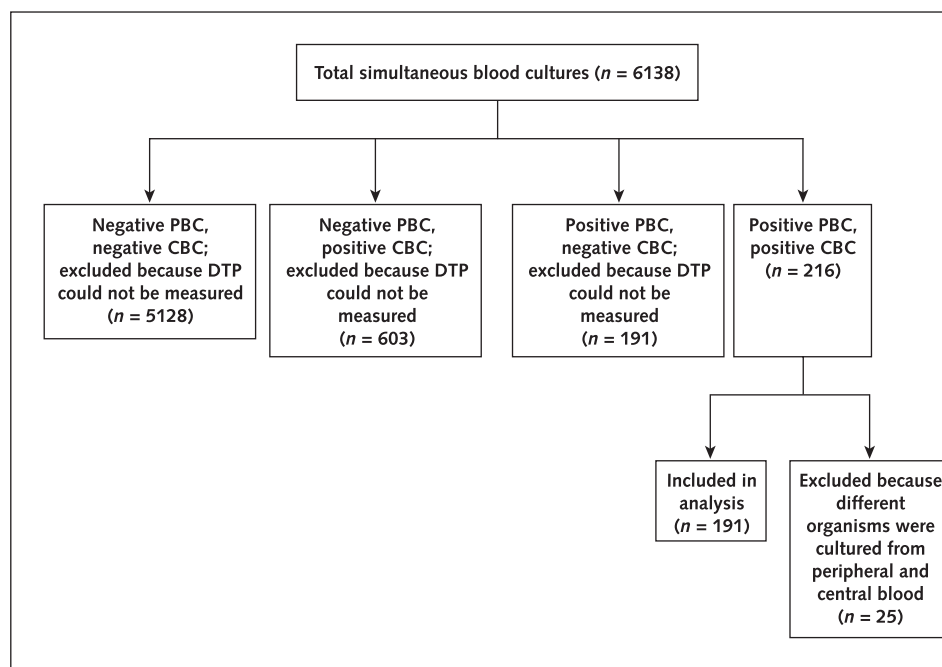 Total simultaneous blood cultures (n = 6138)
Negative PBC,
negative CBC;
excluded because DTP
could not be measured
(n = 5128)
Negative PBC,
positive CBC;
excluded because DTP
could not be
measured
(n = 603)
Positive PBC,
negative CBC;
excluded because DTP
could not be
measured
(n = 191)
Positive PBC,
positive CBC
(n = 216)
Included in
analysis
(n = 191)
Excluded because
different
organisms were
cultured from
peripheral and
central blood
(n = 25)